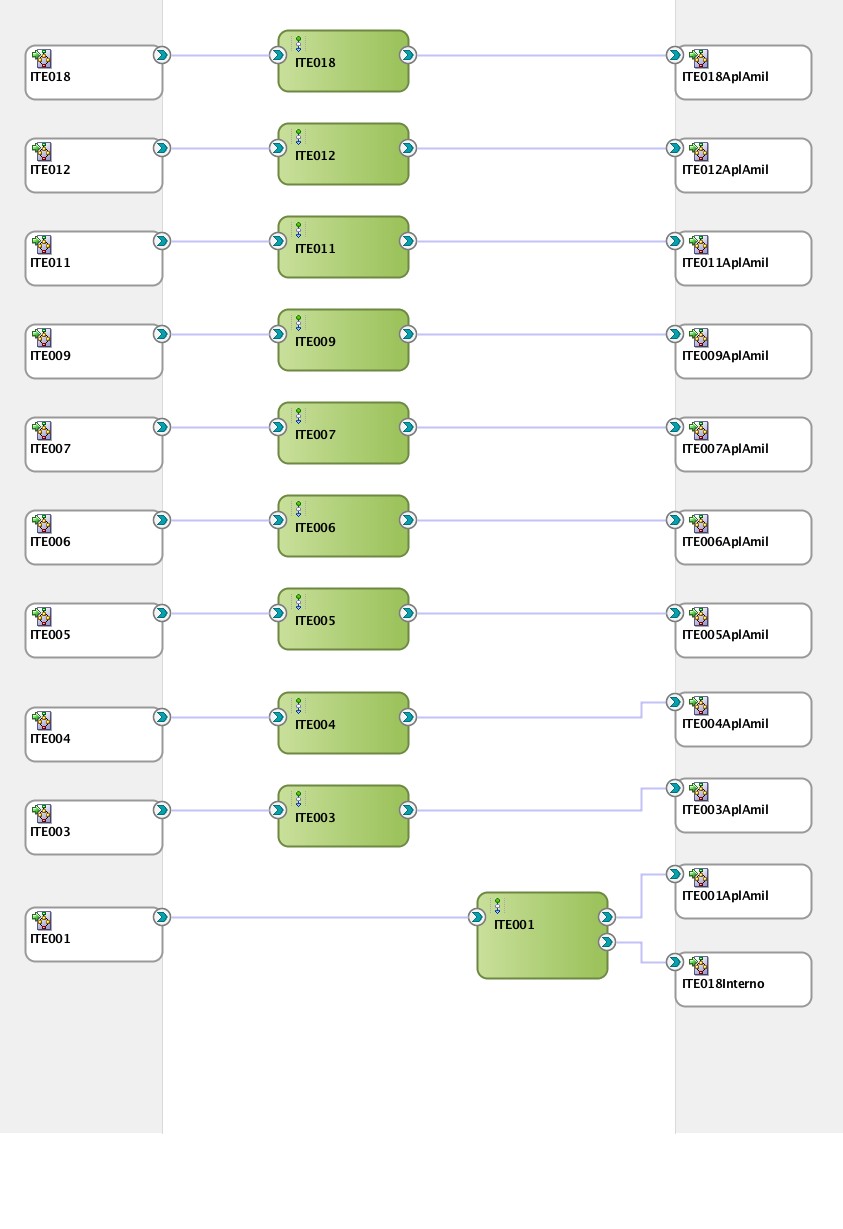 ITE018
ITE018
ITE018AplAmil
ITE012
ITE012
ITE012AplAmil
ITE011
ITE011
ITE011AplAmil
ITE009
ITE009
ITE009AplAmil
ITE007
ITE007
ITE007AplAmil
ITE006
ITE006
ITE006AplAmil
ITE005
ITE005
ITE005AplAmil
ITE004
ITE004
ITE004AplAmil
ITE003
ITE003
ITE003AplAmil
ITE001
ITE001
ITE001AplAmil
ITE018Interno